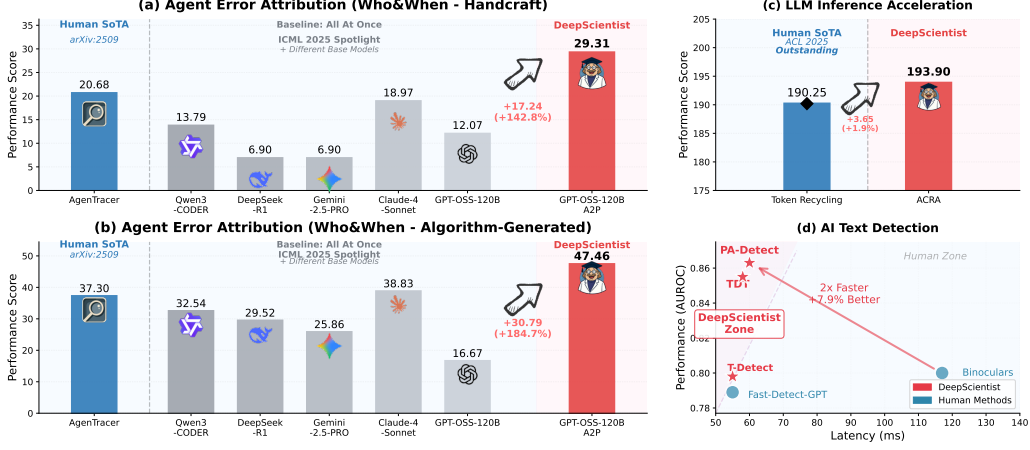 (a) Agent Error Attribution (Who&When - Handcraft)
Performance Score
35
30
25
20
15
10
5
0
Human SoTA
arXiv:2509
Baseline: All At Once
ICML 2025 Spotlight
+ Different Base Models
DeepScientist
20.68
13.79
6.90
6.90
18.97
12.07
29.31
+17.24
(+142.8%)
AgenTracer
Qwen3
-CODER
DeepSeek
-R1
Gemini
-2.5-PRO
Claude-4
-Sonnet
GPT-OSS-120B
GPT-OSS-120B
A2P
(b) Agent Error Attribution (Who&When - Algorithm-Generated)
Performance Score
50
40
30
20
10
0
Human SoTA
arXiv:2509
Baseline: All At Once
ICML 2025 Spotlight
+ Different Base Models
DeepScientist
37.30
32.54
29.52
25.86
38.83
16.67
47.46
+30.79
(+184.7%)
AgenTracer
Qwen3
-CODER
DeepSeek
-R1
Gemini
-2.5-PRO
Claude-4
-Sonnet
GPT-OSS-120B
GPT-OSS-120B
A2P
(c) LLM Inference Acceleration
Performance Score
205
200
195
190
185
180
175
Human SoTA
ACL 2025
Outstanding
DeepScientist
190.25
193.90
+3.65
(+1.9%)
Token Recycling
ACRA
(d) AI Text Detection
Performance (AUROC)
0.86
0.84
0.82
0.80
0.78
PA-Detect
TDT
Human Zone
2x Faster
+7.9% Better
DeepScientist
Zone
T-Detect
Fast-Detect-GPT
Binoculars
DeepScientist
Human Methods
50
60
70
80
90
100
110
120
130
140
Latency (ms)